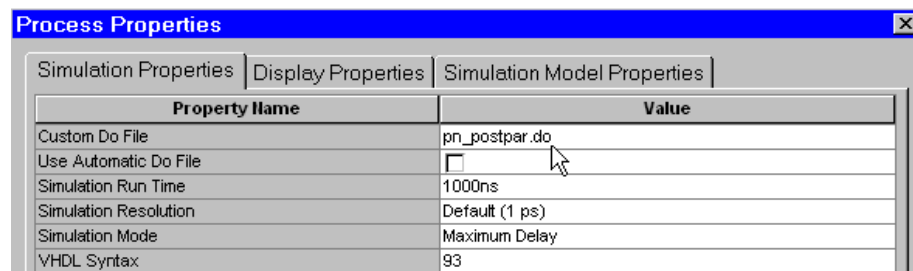 Process Properties
Simulation Properties Display Properties Simulation Model Properties
Property Name Value
Custom Do File pn_postpar.do
Use Automatic Do File
Simulation Run Time 1000ns
Simulation Resolution Default (1 ps)
Simulation Mode Maximum Delay
VHDL Syntax 93